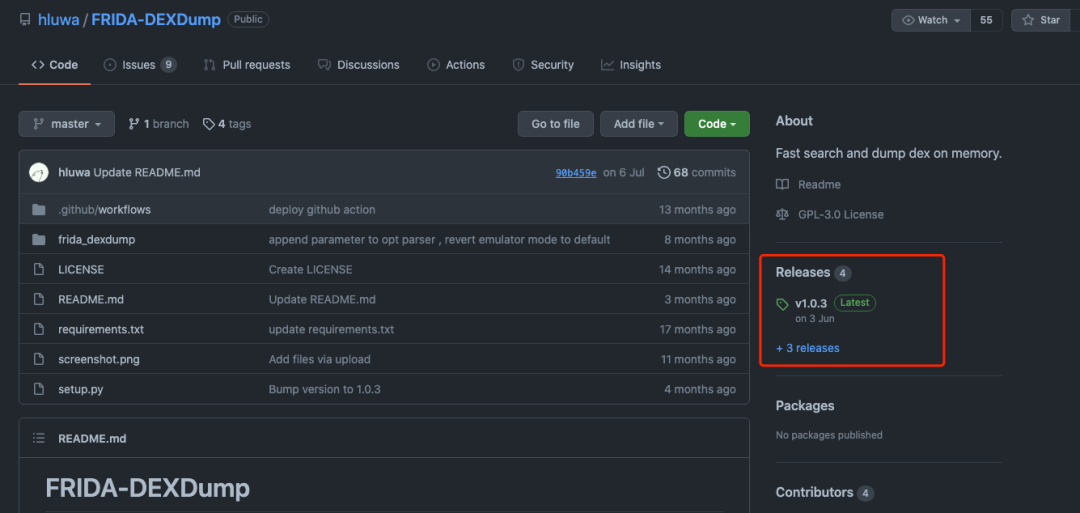 hluwa / FRIDA-DEXDump Public
Watch 55 Star
Code Issues 9 Pull requests Discussions Actions Security Insights
master 1 branch 4 tags Go to file Add file Code
hluwa Update README.md 90b459e on 6 Jul 68 commits
.github/workflows deploy github action 13 months ago
frida_dexdump append parameter to opt parser , revert emulator mode to default 8 months ago
LICENSE Create LICENSE 14 months ago
README.md Update README.md 3 months ago
requirements.txt update requirements.txt 17 months ago
screenshot.png Add files via upload 11 months ago
setup.py Bump version to 1.0.3 4 months ago
README.md
FRIDA-DEXDump
About
Fast search and dump dex on memory.
Readme
GPL-3.0 License
Releases 4
v1.0.3 Latest
on 3 Jun
+ 3 releases
Packages
No packages published
Contributors 4